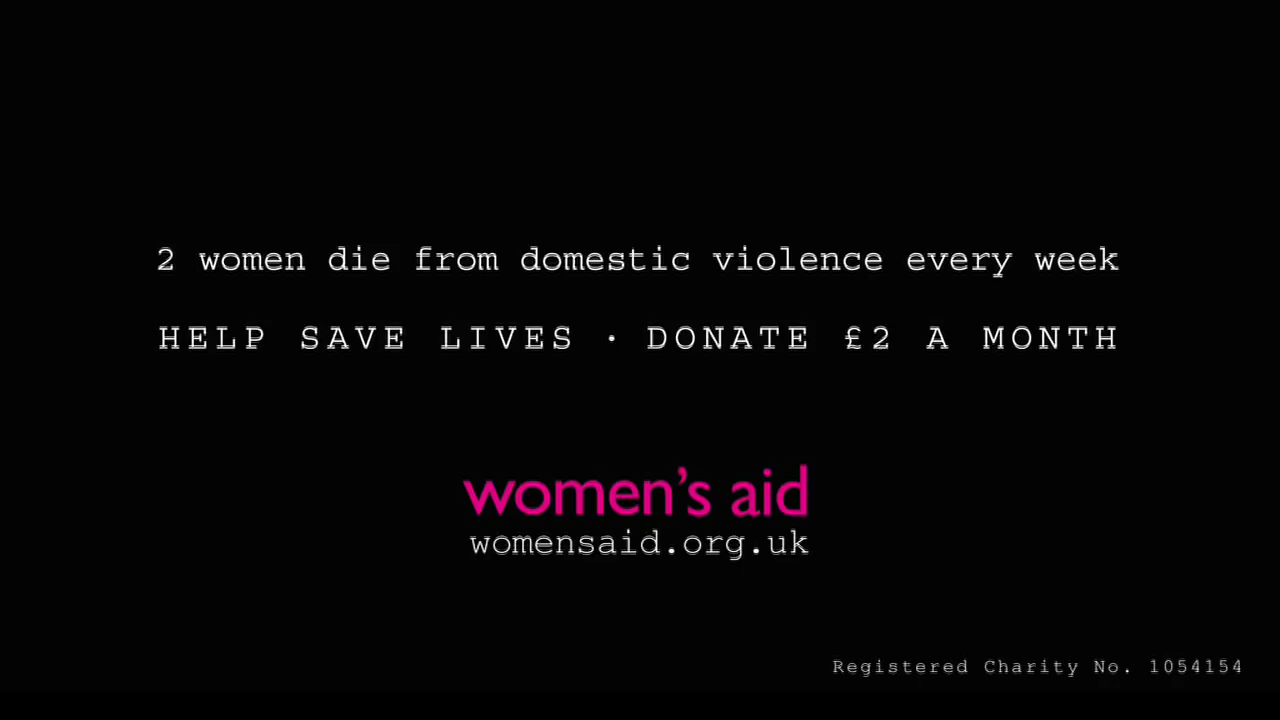 2 women die from domestic violence every week
HELP SAVE LIVES · DONATE £2 A MONTH
women's aid
womensaid.org.uk
Registered Charity No. 1054154